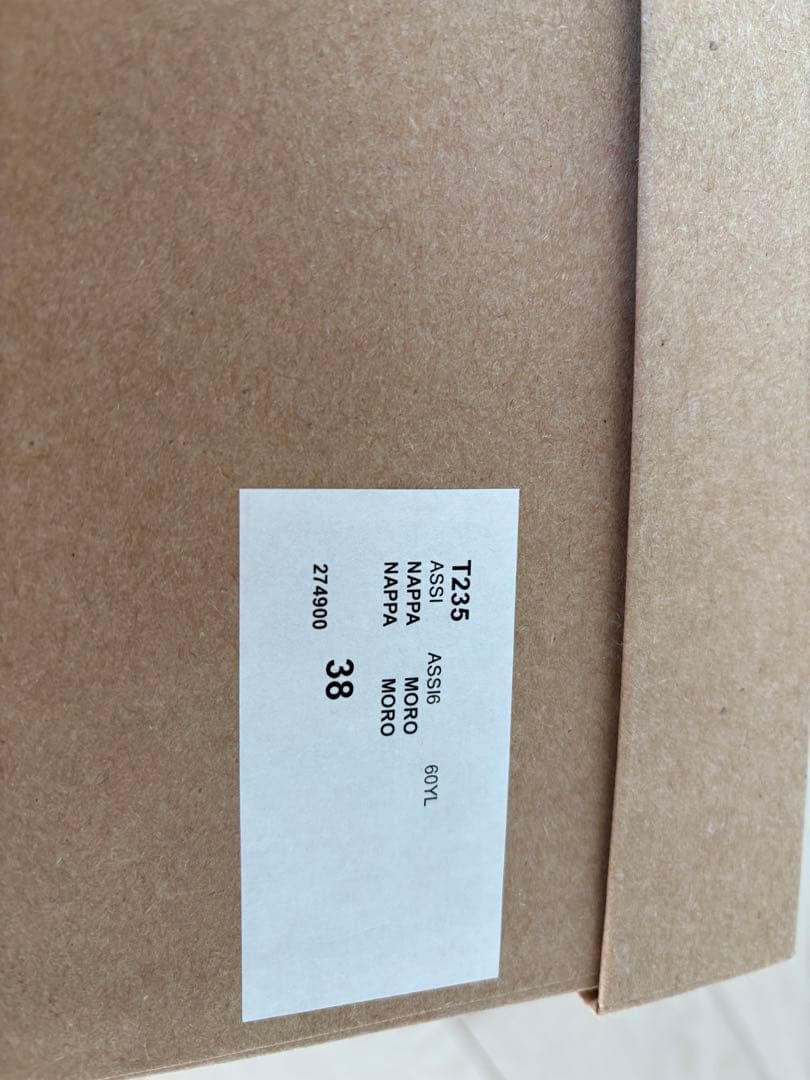 T235
ASSI ASSI6 60YL
NAPPA MORO
NAPPA MORO
38
274900